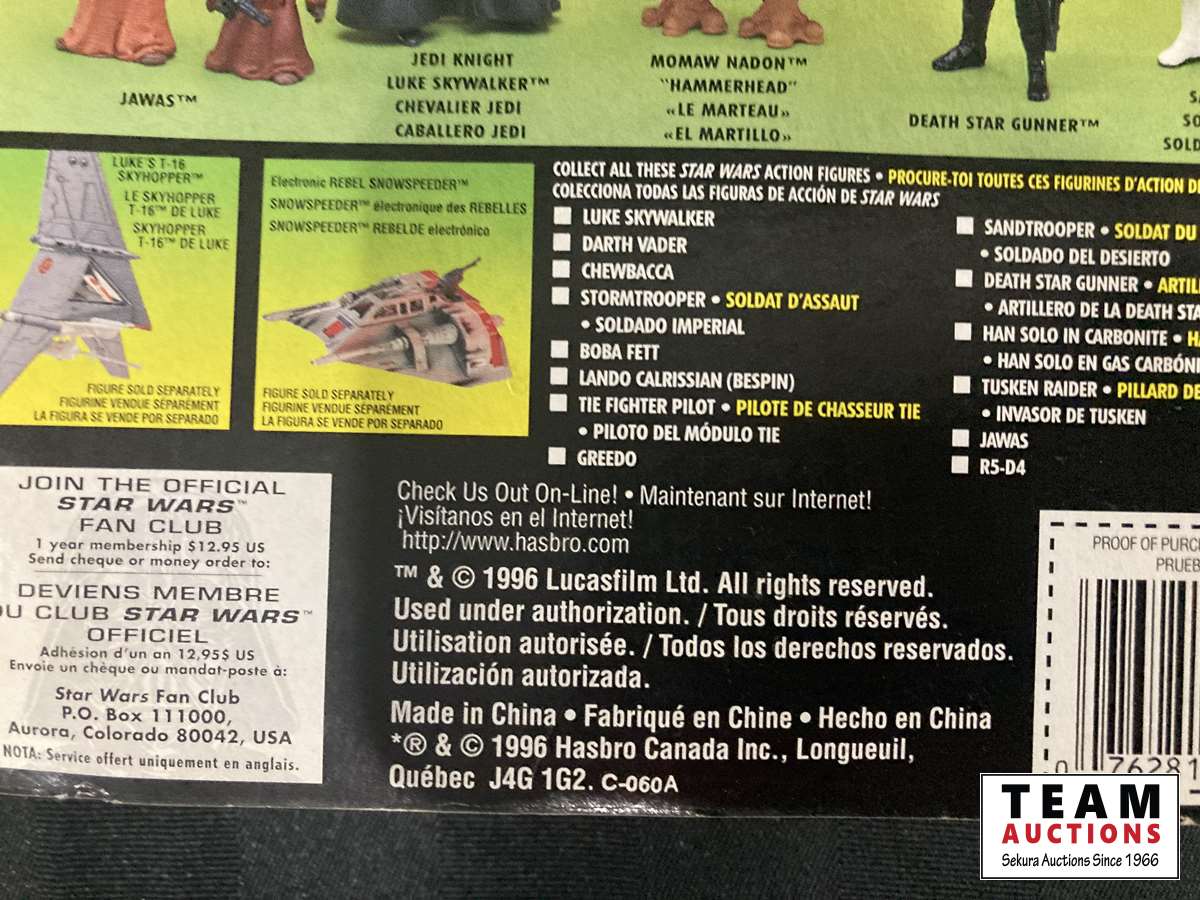 JAWAS™
JEDI KNIGHT
LUKE SKYWALKER™
CHEVALIER JEDI
CABALLERO JEDI
MOMAW NADON™
"HAMMERHEAD"
«LE MARTEAU»
«EL MARTILLO»
DEATH STAR GUNNER™
LUKE'S T-16
SKYHOPPER™
LE SKYHOPPER
T-16™ DE LUKE
SKYHOPPER
T-16™ DE LUKE
FIGURE SOLD SEPARATELY
FIGURINE VENDUE SÉPARÉMENT
LA FIGURA SE VENDE POR SEPARADO
Electronic REBEL SNOWSPEEDER™
SNOWSPEEDER™ électronique des REBELLES
SNOWSPEEDER™ REBELDE electrónico
FIGURE SOLD SEPARATELY
FIGURINE VENDUE SÉPARÉMENT
LA FIGURA SE VENDE POR SEPARADO
COLLECT ALL THESE STAR WARS ACTION FIGURES • PROCURE-TOI TOUTES CES FIGURINES D'ACTION
COLECCIONA TODAS LAS FIGURAS DE ACCIÓN DE STAR WARS
LUKE SKYWALKER
DARTH VADER
CHEWBACCA
STORMTROOPER • SOLDAT D'ASSAUT
• SOLDADO IMPERIAL
BOBA FETT
LANDO CALRISSIAN (BESPIN)
TIE FIGHTER PILOT • PILOTE DE CHASSEUR TIE
• PILOTO DEL MÓDULO TIE
GREEDO
SANDTROOPER • SOLDAT DU
• SOLDADO DEL DESIERTO
DEATH STAR GUNNER •
• ARTILLERO DE LA DEATH
HAN SOLO IN CARBONITE •
• HAN SOLO EN GAS
TUSKEN RAIDER • PILLARD
• INVASOR DE TUSKEN
JAWAS
R5-D4
JOIN THE OFFICIAL
STAR WARS™
FAN CLUB
1 year membership $12.95 US
Send cheque or money order to:
DEVIENS MEMBRE
CLUB STAR WARS™
OFFICIEL
Adhésion d'un an 12,95$ US
Envoie un chèque ou mandat-poste à:
Star Wars Fan Club
P.O. Box 111000,
Aurora, Colorado 80042, USA
NOTA: Service offert uniquement en anglais.
Check Us Out On-Line! • Maintenant sur Internet!
¡Visítanos en el Internet!
http://www.hasbro.com
™ & © 1996 Lucasfilm Ltd. All rights reserved.
Used under authorization. / Tous droits réservés.
Utilisation autorisée. / Todos los derechos reservados.
Utilización autorizada.
Made in China • Fabriqué en Chine • Hecho en China
*® & © 1996 Hasbro Canada Inc., Longueuil,
Québec J4G 1G2. C-060A
PROOF OF
0 76281
TEAM
AUCTIONS
Sekura Auctions Since 1966